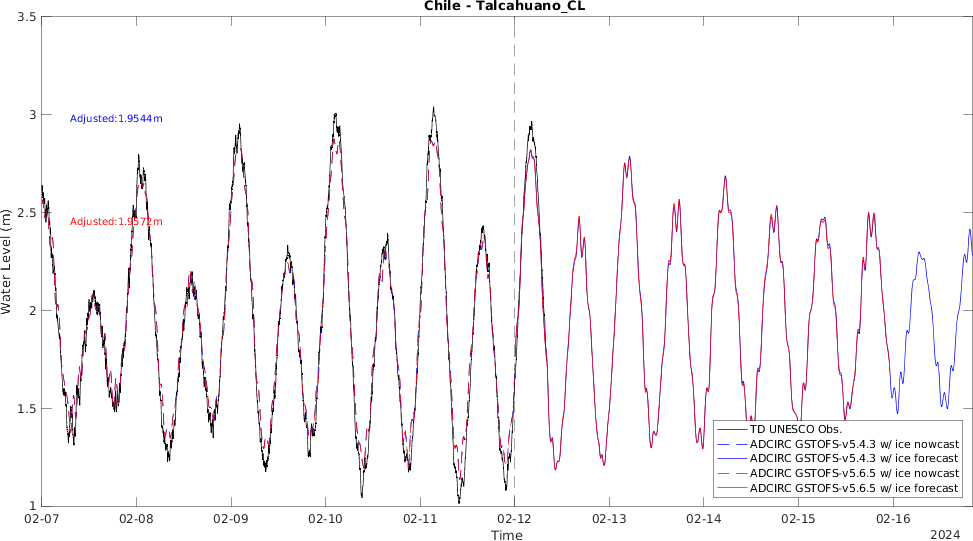 Chile - Talcahuano_CL
3.5
3
2.5
2
1.5
1
Water Level (m)
Adjusted:1.9544m
Adjusted:1.9572m
TD UNESCO Obs.
ADCIRC GSTOFS-v5.4.3 w/ ice nowcast
ADCIRC GSTOFS-v5.4.3 w/ ice forecast
ADCIRC GSTOFS-v5.6.5 w/ ice nowcast
ADCIRC GSTOFS-v5.6.5 w/ ice forecast
02-07 02-08 02-09 02-10 02-11 02-12 02-13 02-14 02-15 02-16
Time
2024